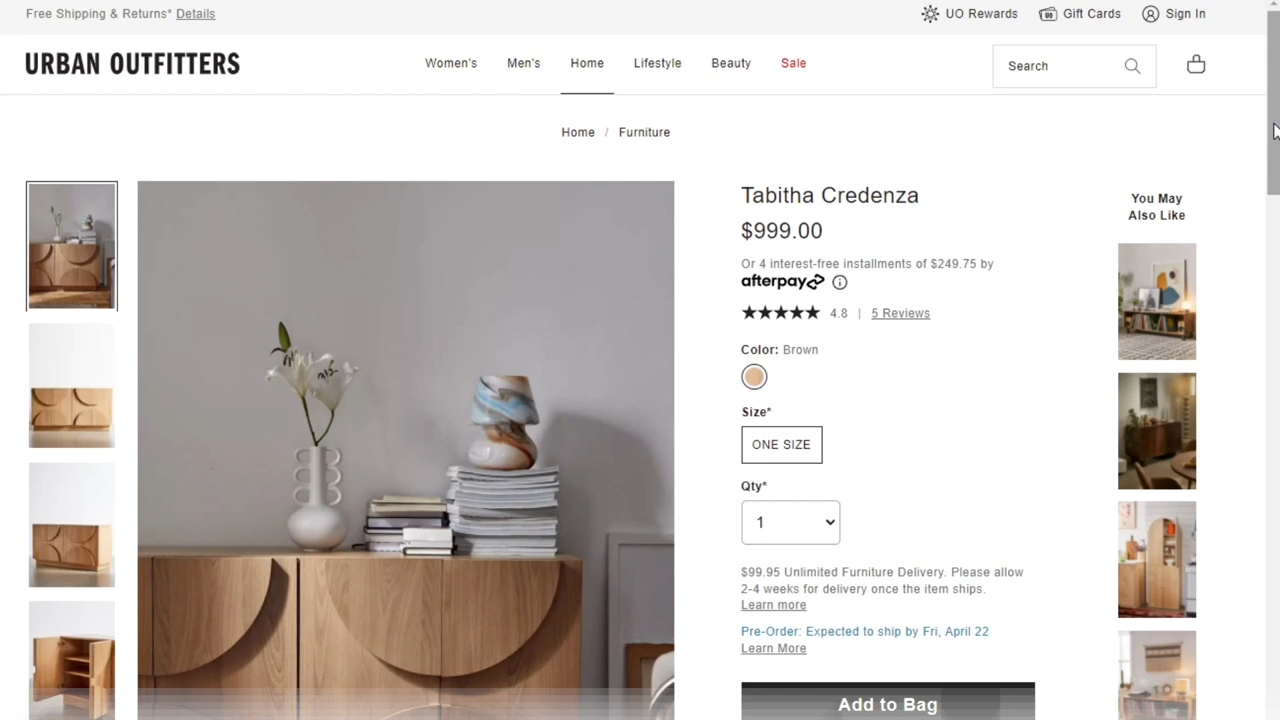 Free Shipping & Returns* Details
UO Rewards
Gift Cards
Sign In
URBAN OUTFITTERS
Women's
Men's
Home
Lifestyle
Beauty
Sale
Search
Home / Furniture
Tabitha Credenza
$999.00
Or 4 interest-free installments of $249.75 by
afterpay
4.8 | 5 Reviews
Color: Brown
Size*
ONE SIZE
Qty*
1
$99.95 Unlimited Furniture Delivery. Please allow
2-4 weeks for delivery once the item ships.
Learn more
Pre-Order: Expected to ship by Fri, April 22
Learn More
Add to Bag
You May
Also Like